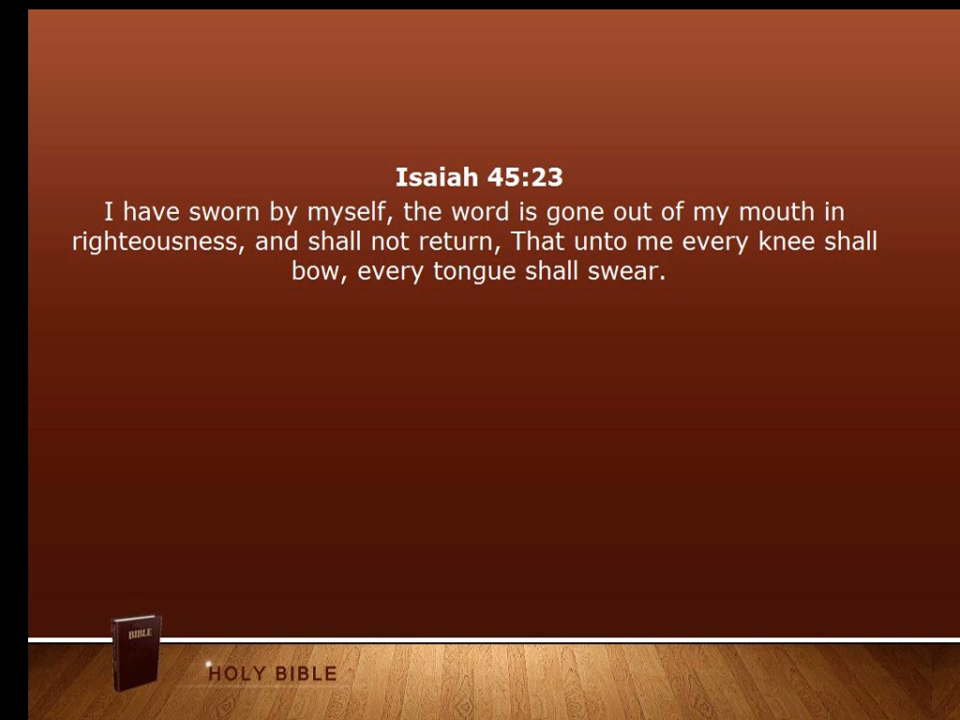 Isaiah 45:23
I have sworn by myself, the word is gone out of my mouth in
righteousness, and shall not return, That unto me every knee shall
bow, every tongue shall swear.
BIBLE
HOLY BIBLE